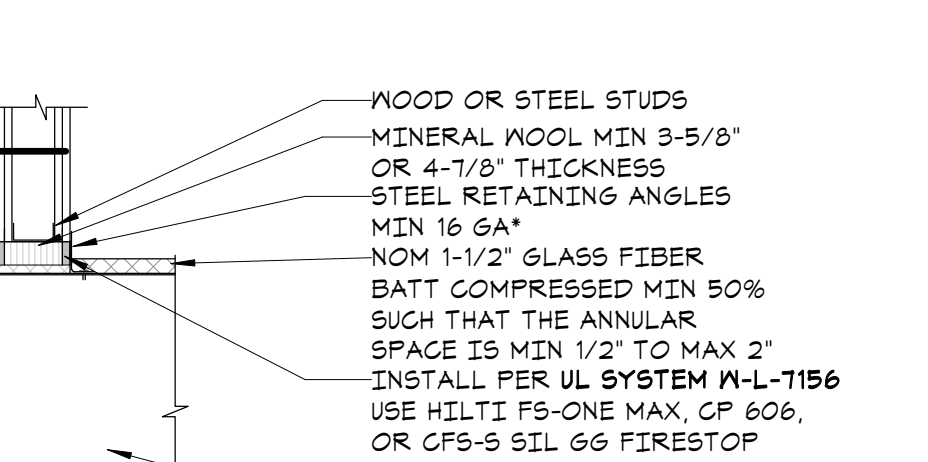 WOOD OR STEEL STUDS
MINERAL WOOL MIN 3-5/8"
OR 4-7/8" THICKNESS
STEEL RETAINING ANGLES
MIN 16 GA*
NOM 1-1/2" GLASS FIBER
BATT COMPRESSED MIN 50%
SUCH THAT THE ANNULAR
SPACE IS MIN 1/2" TO MAX 2"
INSTALL PER UL SYSTEM W-L-7156
USE HILTI FS-ONE MAX, CP 606,
OR CFS-S SIL GG FIRESTOP